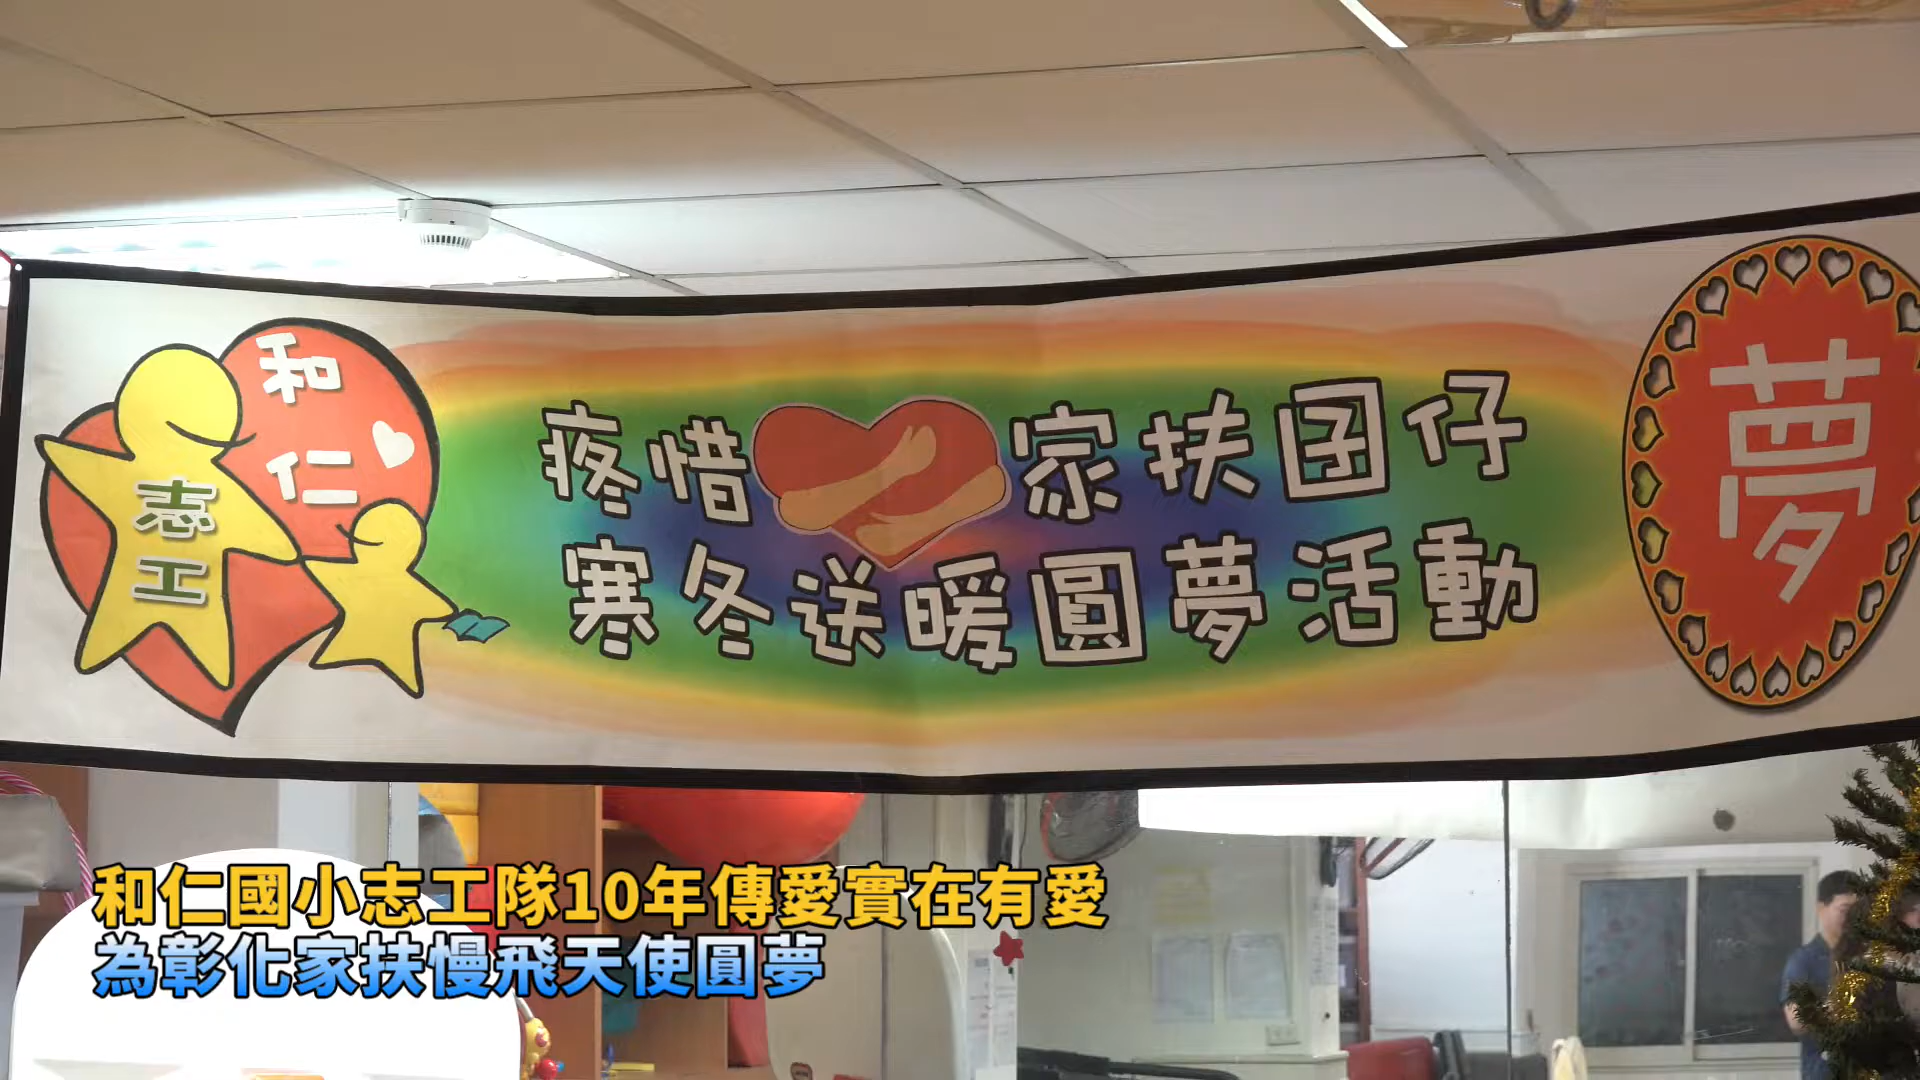 和仁
志工
疼惜家扶囝仔
寒冬送暖圓夢活動
夢
和仁國小志工隊10年傳愛實在有愛
為彰化家扶慢飛天使圓夢